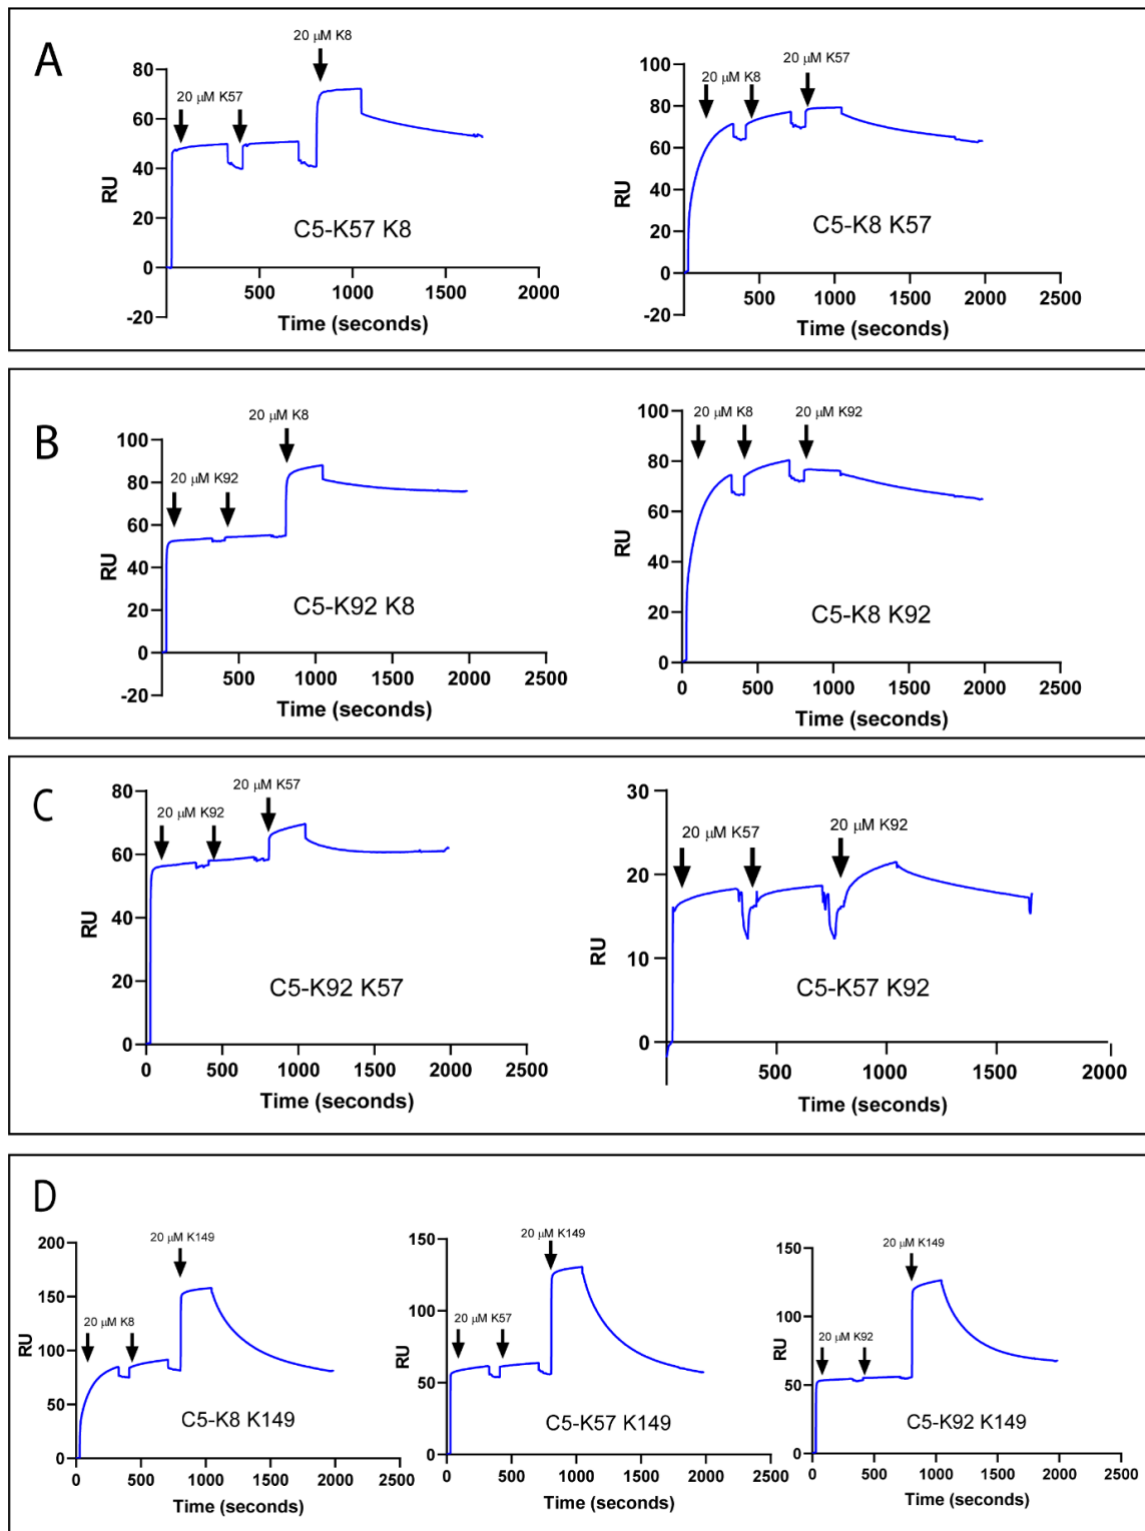 A
20 μM K8
20 μM K57
80
60
40
20
0
-20
RU
500
1000
1500
2000
Time (seconds)
C5-K57 K8
20 μM K57
20 μM K8
100
80
60
40
20
0
-20
RU
500
1000
1500
2000
2500
Time (seconds)
C5-K8 K57
B
20 μM K8
20 μM K92
100
80
60
40
20
0
-20
RU
500
1000
1500
2000
2500
Time (seconds)
C5-K92 K8
20 μM K8
20 μM K92
100
80
60
40
20
0
RU
0
500
1000
1500
2000
2500
Time (seconds)
C5-K8 K92
C
20 μM K57
20 μM K92
80
60
40
20
0
RU
0
500
1000
1500
2000
2500
Time (seconds)
C5-K92 K57
20 μM K57
20 μM K92
30
20
10
0
RU
500
1000
1500
2000
Time (seconds)
C5-K57 K92
D
20 μM K149
20 μM K8
200
150
100
50
0
RU
0
500
1000
1500
2000
2500
Time (seconds)
C5-K8 K149
20 μM K149
20 μM K57
150
100
50
0
RU
0
500
1000
1500
2000
2500
Time (seconds)
C5-K57 K149
20 μM K149
20 μM K92
150
100
50
0
RU
0
500
1000
1500
2000
2500
Time (seconds)
C5-K92 K149